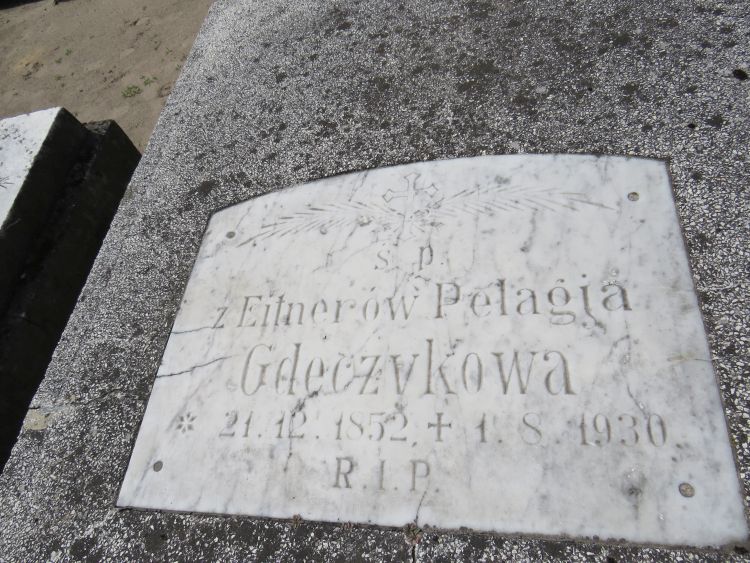 Ś. P.
z Eitnerów Pelagja
Gdeczykowa
* 21. 12. 1852. + 1. 8. 1930.
R. I. P.